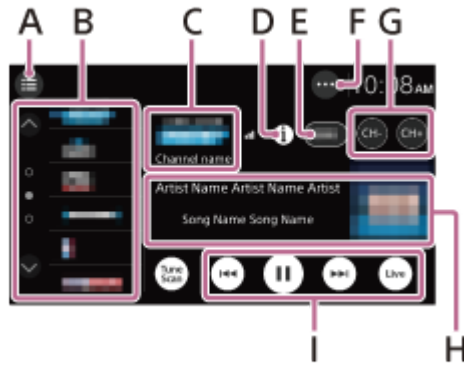 A B C D E F G
10:08AM
CH- CH+
Channel name
Artist Name Artist Name Artist
Song Name Song Name
Tune Scan
Live
I H